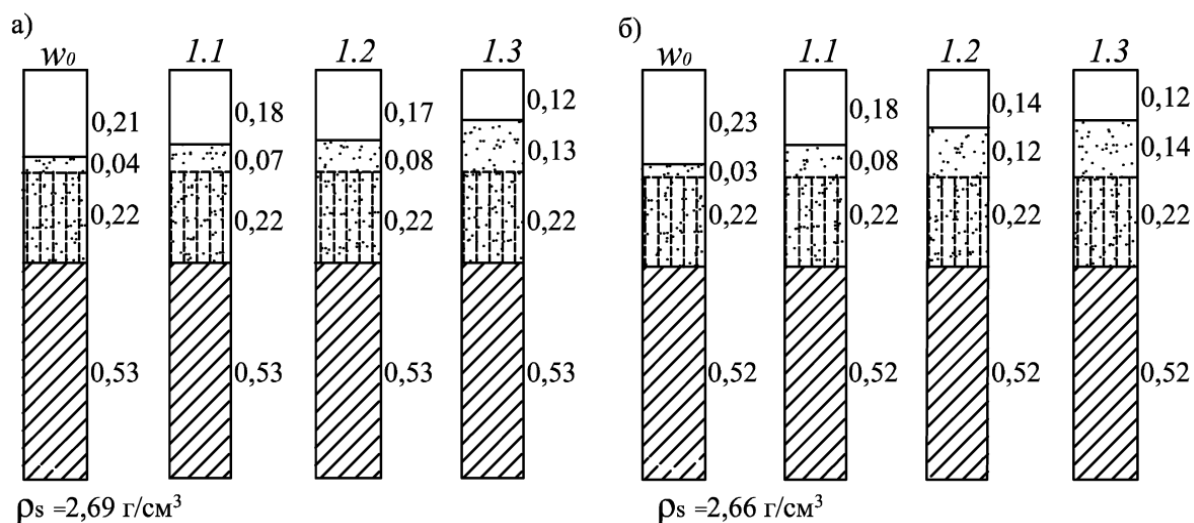 а)
w₀ 1.1 1.2 1.3
0,21 0,18 0,17 0,12
0,04 0,07 0,08 0,13
0,22 0,22 0,22 0,22
0,53 0,53 0,53 0,53
ρs =2,69 г/см³
б)
w₀ 1.1 1.2 1.3
0,23 0,18 0,14 0,12
0,03 0,08 0,12 0,14
0,22 0,22 0,22 0,22
0,52 0,52 0,52 0,52
ρs =2,66 г/см³